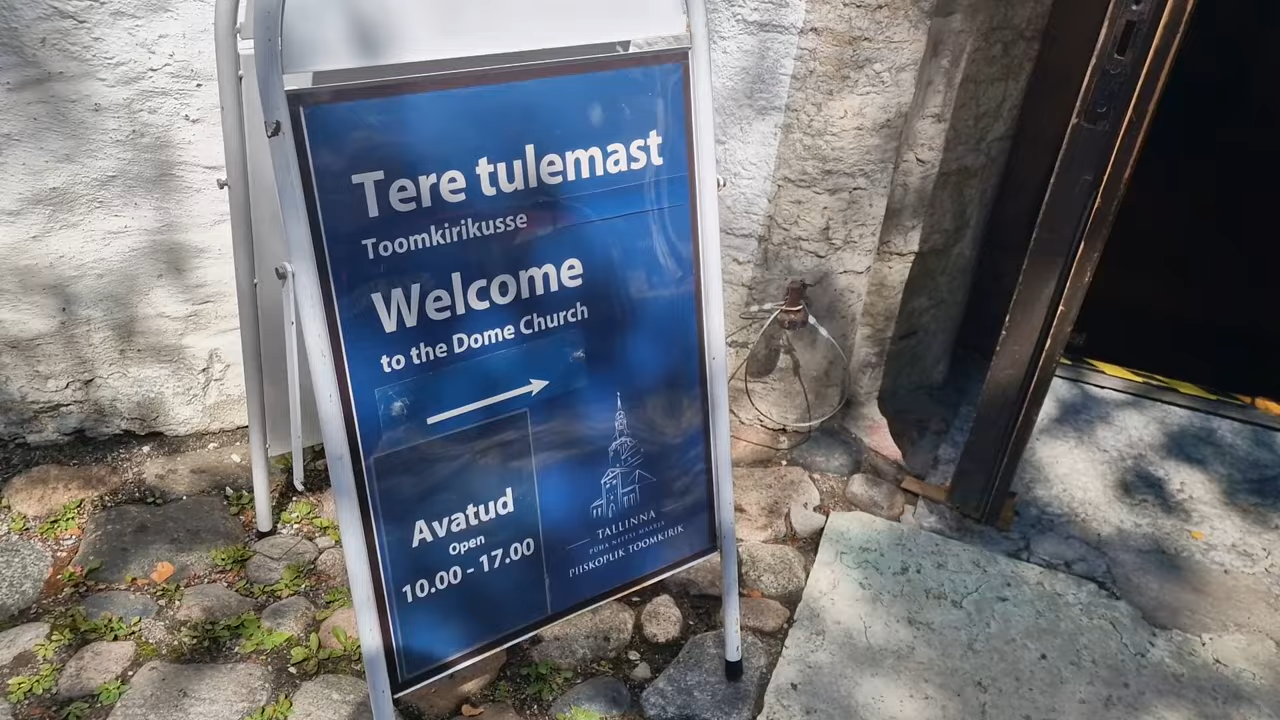 Tere tulemast
Toomkirikusse
Welcome
to the Dome Church
Avatud
Open
10.00 - 17.00
TALLINNA
PÜHA NEITSI MAARJA
PIISKOPLIK TOOMKIRIK